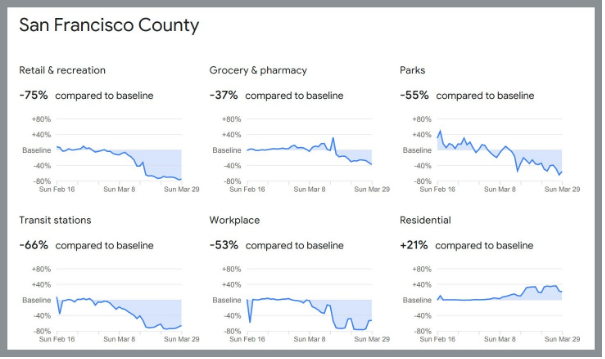 San Francisco County
Retail & recreation
-75% compared to baseline
+80%
+40%
Baseline
-40%
-80%
Sun Feb 16 Sun Mar 8 Sun Mar 29
Grocery & pharmacy
-37% compared to baseline
+80%
+40%
Baseline
-40%
-80%
Sun Feb 16 Sun Mar 8 Sun Mar 29
Parks
-55% compared to baseline
+80%
+40%
Baseline
-40%
-80%
Sun Feb 16 Sun Mar 8 Sun Mar 29
Transit stations
-66% compared to baseline
+80%
+40%
Baseline
-40%
-80%
Sun Feb 16 Sun Mar 8 Sun Mar 29
Workplace
-53% compared to baseline
+80%
+40%
Baseline
-40%
-80%
Sun Feb 16 Sun Mar 8 Sun Mar 29
Residential
+21% compared to baseline
+80%
+40%
Baseline
-40%
-80%
Sun Feb 16 Sun Mar 8 Sun Mar 29